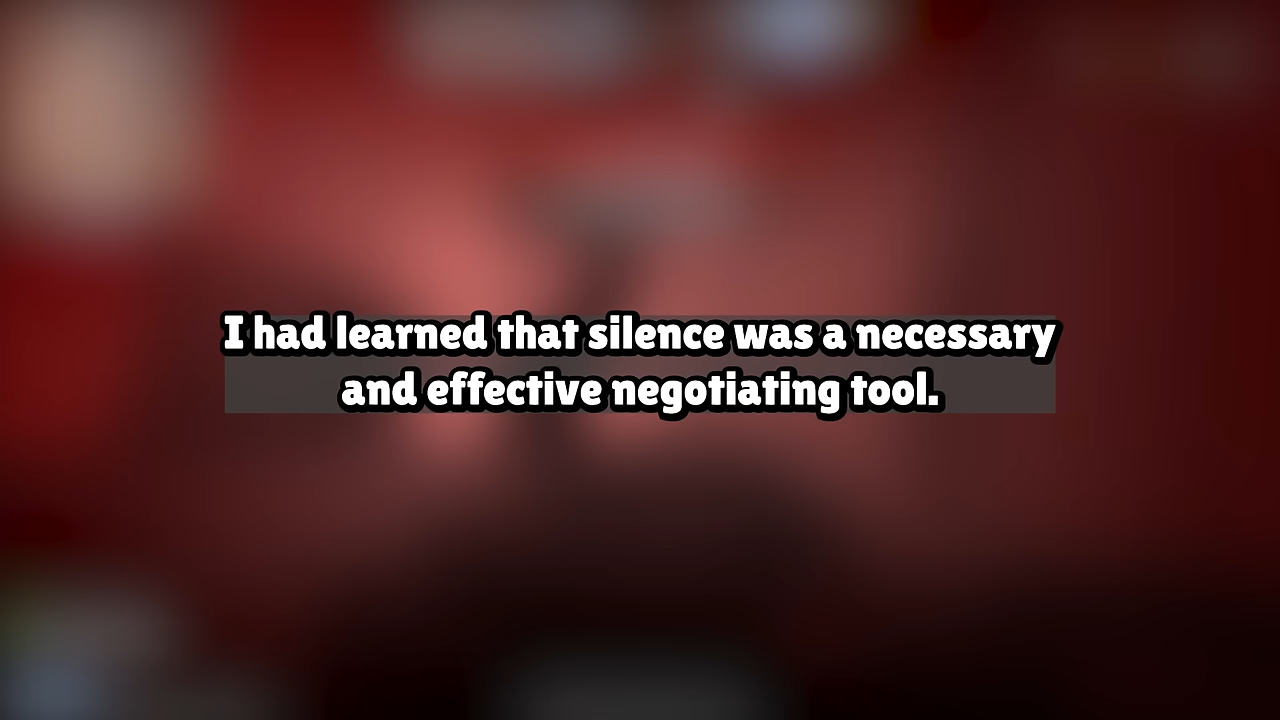 I had learned that silence was a necessary
and effective negotiating tool.